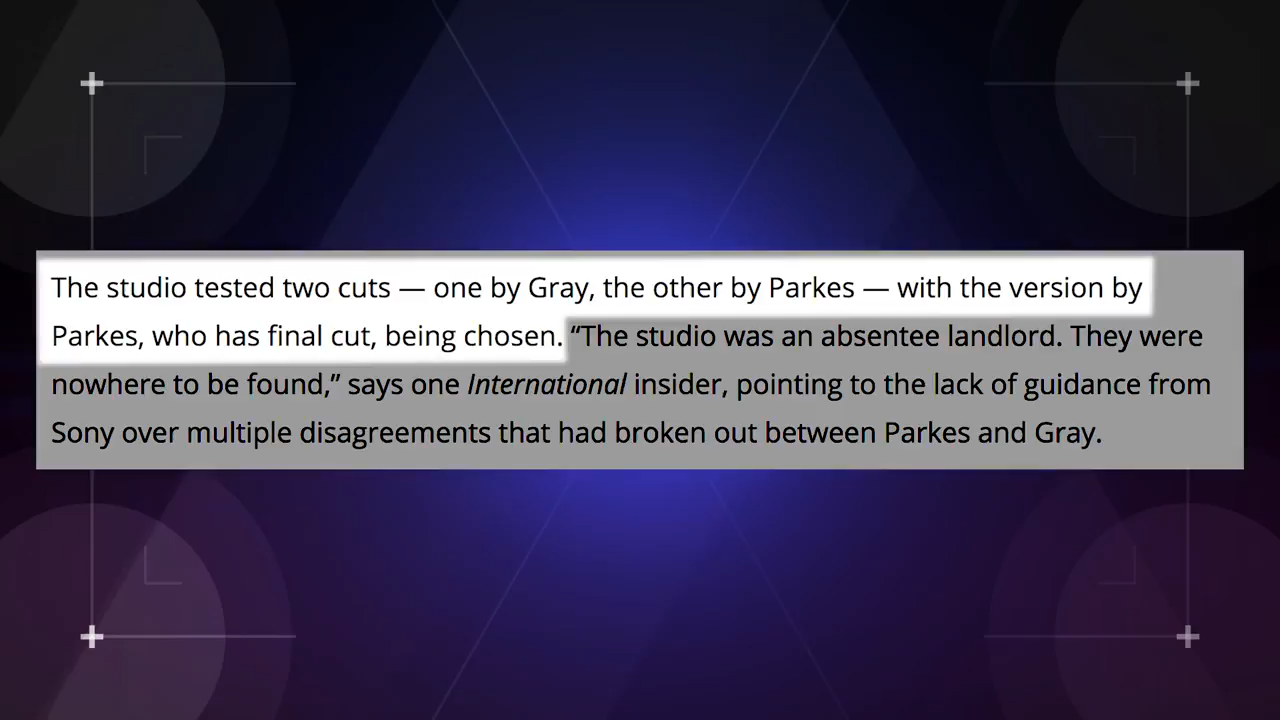 The studio tested two cuts — one by Gray, the other by Parkes — with the version by
Parkes, who has final cut, being chosen. “The studio was an absentee landlord. They were
nowhere to be found,” says one International insider, pointing to the lack of guidance from
Sony over multiple disagreements that had broken out between Parkes and Gray.